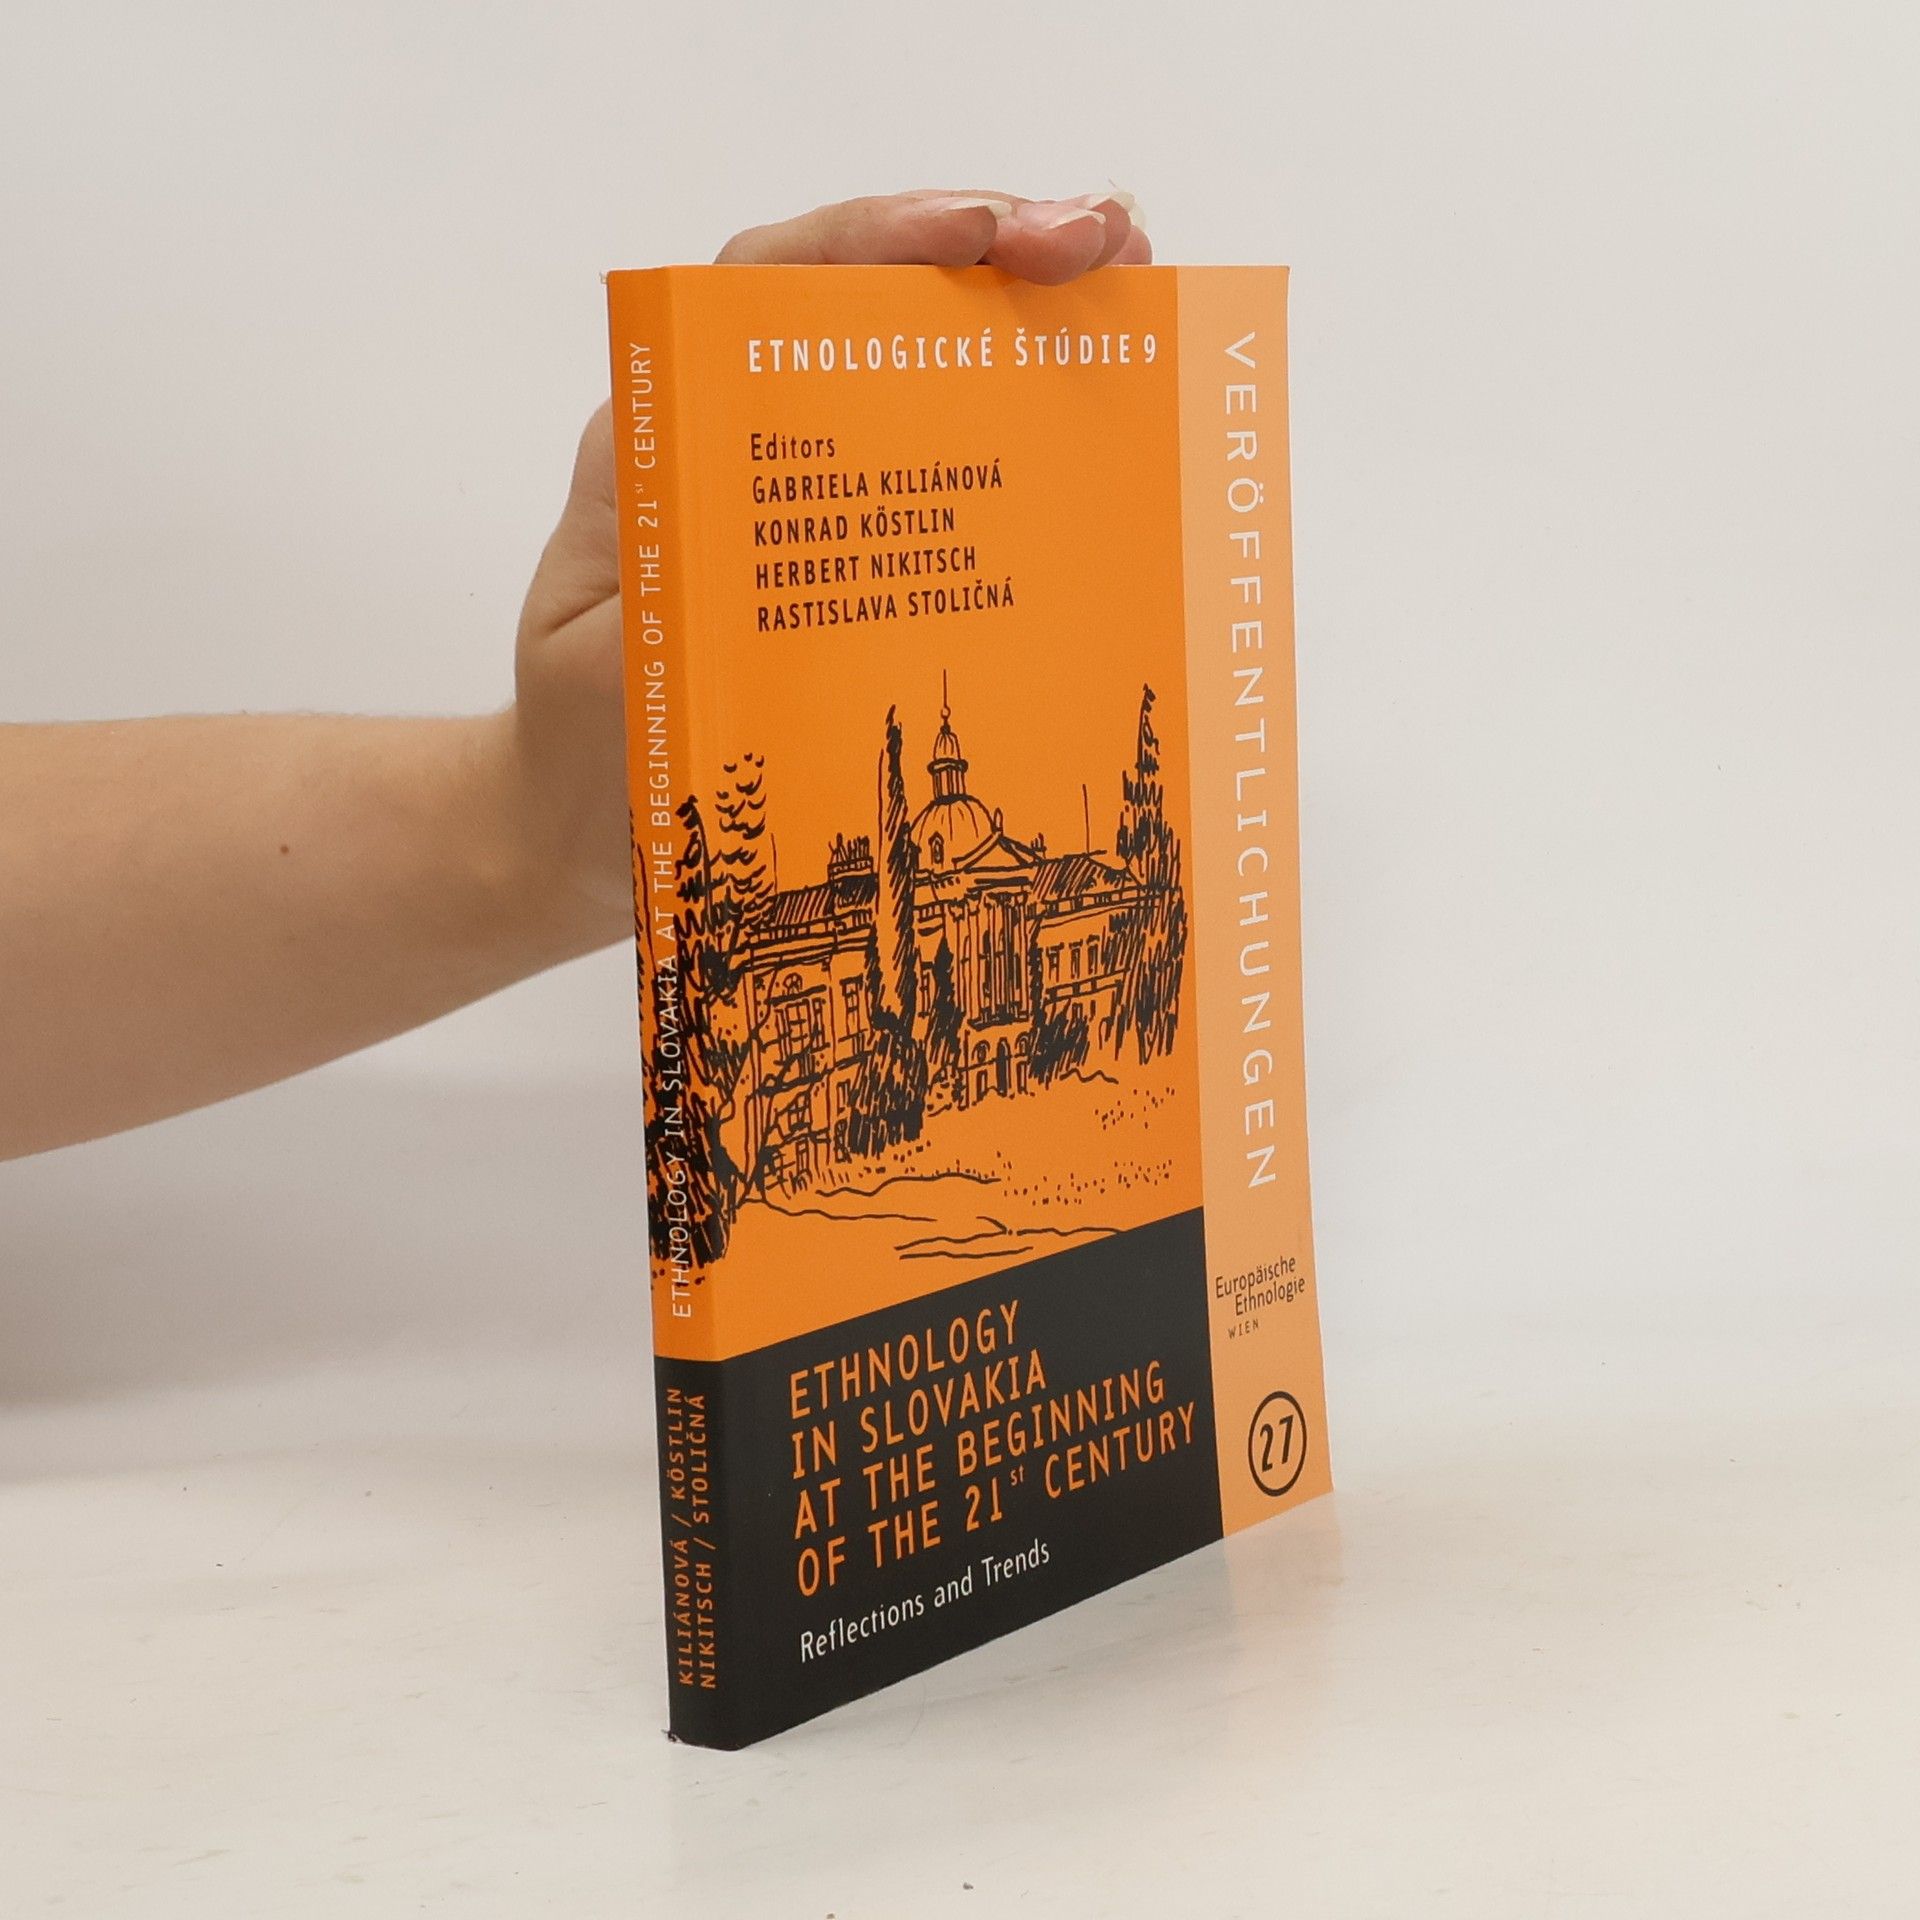 ETNOLOGICKÉ ŠTÚDIE 9
Editors
GABRIELA KILIÁNOVÁ
KONRAD KÖSTLIN
HERBERT NIKITSCH
RASTISLAVA STOLIČNÁ
ETHNOLOGY
IN SLOVAKIA
AT THE BEGINNING
OF THE 21st CENTURY
Reflections and Trends
VERÖFFENTLICHUNGEN
Europäische
Ethnologie
WIEN
27
ETHNOLOGY IN SLOVAKIA AT THE BEGINNING OF THE 21st CENTURY
KILIÁNOVÁ / KÖSTLIN
NIKITSCH / STOLIČNÁ